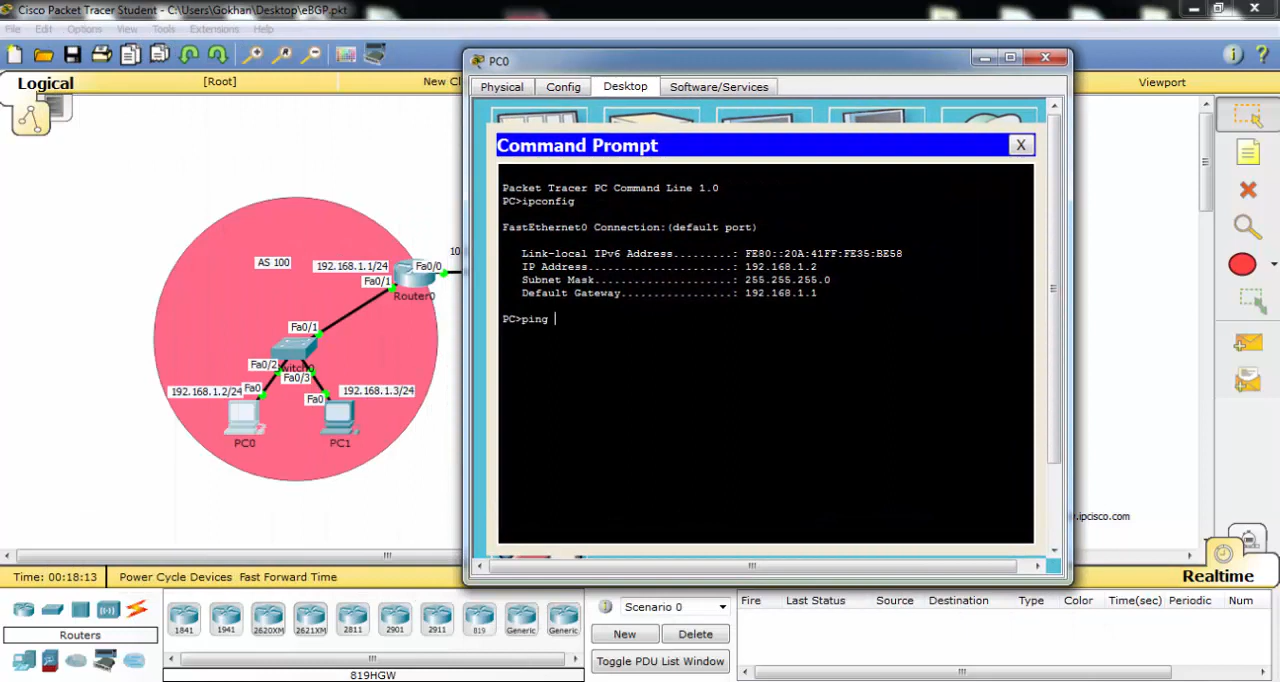 Cisco Packet Tracer Student - C:\Users\Gokhan\Desktop\eBGP.pkt
File Edit Options View Tools Extensions Help
Logical
[Root]
New Cl
Viewport
PC0
Physical
Config
Desktop
Software/Services
Command Prompt
X
Packet Tracer PC Command Line 1.0
PC>ipconfig
FastEthernet0 Connection:(default port)
Link-local IPv6 Address.........: FE80::20A:41FF:FE35:BE58
IP Address......................: 192.168.1.2
Subnet Mask.....................: 255.255.255.0
Default Gateway.................: 192.168.1.1
PC>ping
AS 100
192.168.1.1/24
Fa0/0
10
Fa0/1
Router0
Fa0/1
Fa0/2
witch0
Fa0/3
192.168.1.2/24
Fa0
Fa0
192.168.1.3/24
PC0
PC1
.ipcisco.com
Time: 00:18:13
Power Cycle Devices Fast Forward Time
Realtime
Routers
1841
1941
2620XM
2621XM
2811
2901
2911
819
Generic
Generic
819HGW
Scenario 0
New
Delete
Toggle PDU List Window
Fire
Last Status
Source
Destination
Type
Color
Time(sec)
Periodic
Num